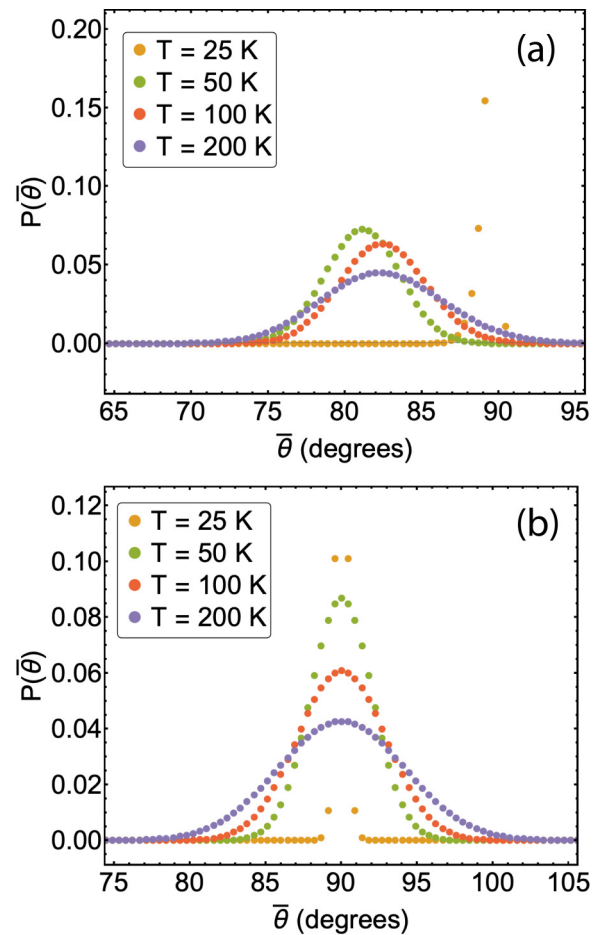 (a)
T = 25 K
T = 50 K
T = 100 K
T = 200 K
P(θ̅)
0.20
0.15
0.10
0.05
0.00
65 70 75 80 85 90 95
θ̅ (degrees)
(b)
T = 25 K
T = 50 K
T = 100 K
T = 200 K
P(θ̅)
0.12
0.10
0.08
0.06
0.04
0.02
0.00
75 80 85 90 95 100 105
θ̅ (degrees)